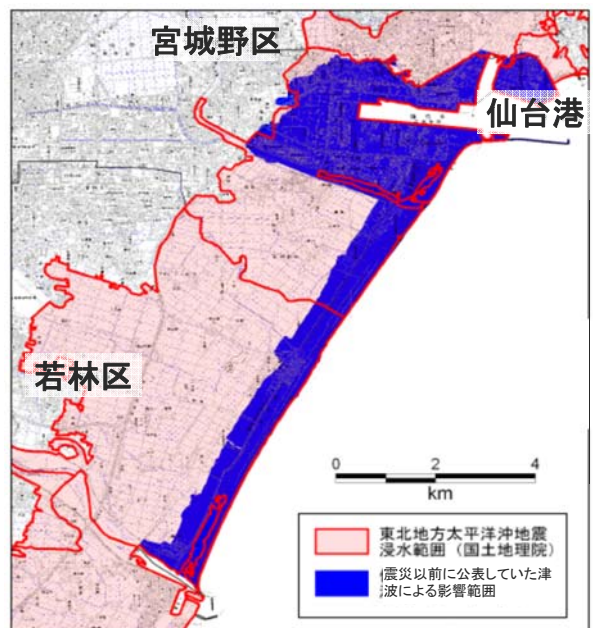 宮城野区
仙台港
若林区
0 2 4
km
東北地方太平洋沖地震
浸水範囲（国土地理院）
震災以前に公表していた津
波による影響範囲